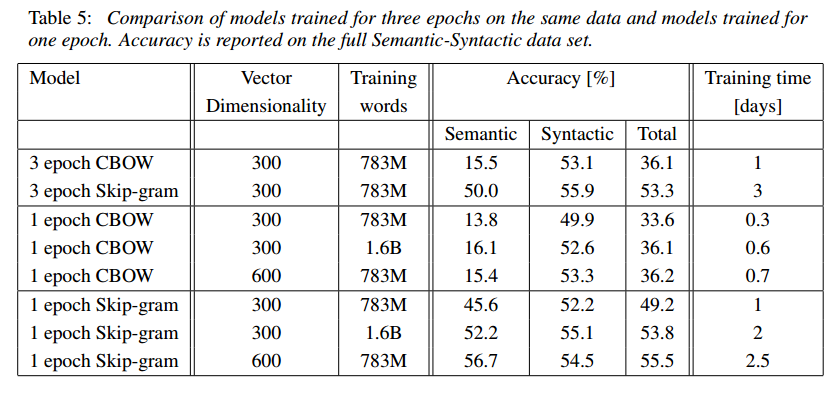 Table 5: Comparison of models trained for three epochs on the same data and models trained for
one epoch. Accuracy is reported on the full Semantic-Syntactic data set.
Model Vector Training Accuracy [%] Training time
Dimensionality words [days]
Semantic Syntactic Total
3 epoch CBOW 300 783M 15.5 53.1 36.1 1
3 epoch Skip-gram 300 783M 50.0 55.9 53.3 3
1 epoch CBOW 300 783M 13.8 49.9 33.6 0.3
1 epoch CBOW 300 1.6B 16.1 52.6 36.1 0.6
1 epoch CBOW 600 783M 15.4 53.3 36.2 0.7
1 epoch Skip-gram 300 783M 45.6 52.2 49.2 1
1 epoch Skip-gram 300 1.6B 52.2 55.1 53.8 2
1 epoch Skip-gram 600 783M 56.7 54.5 55.5 2.5